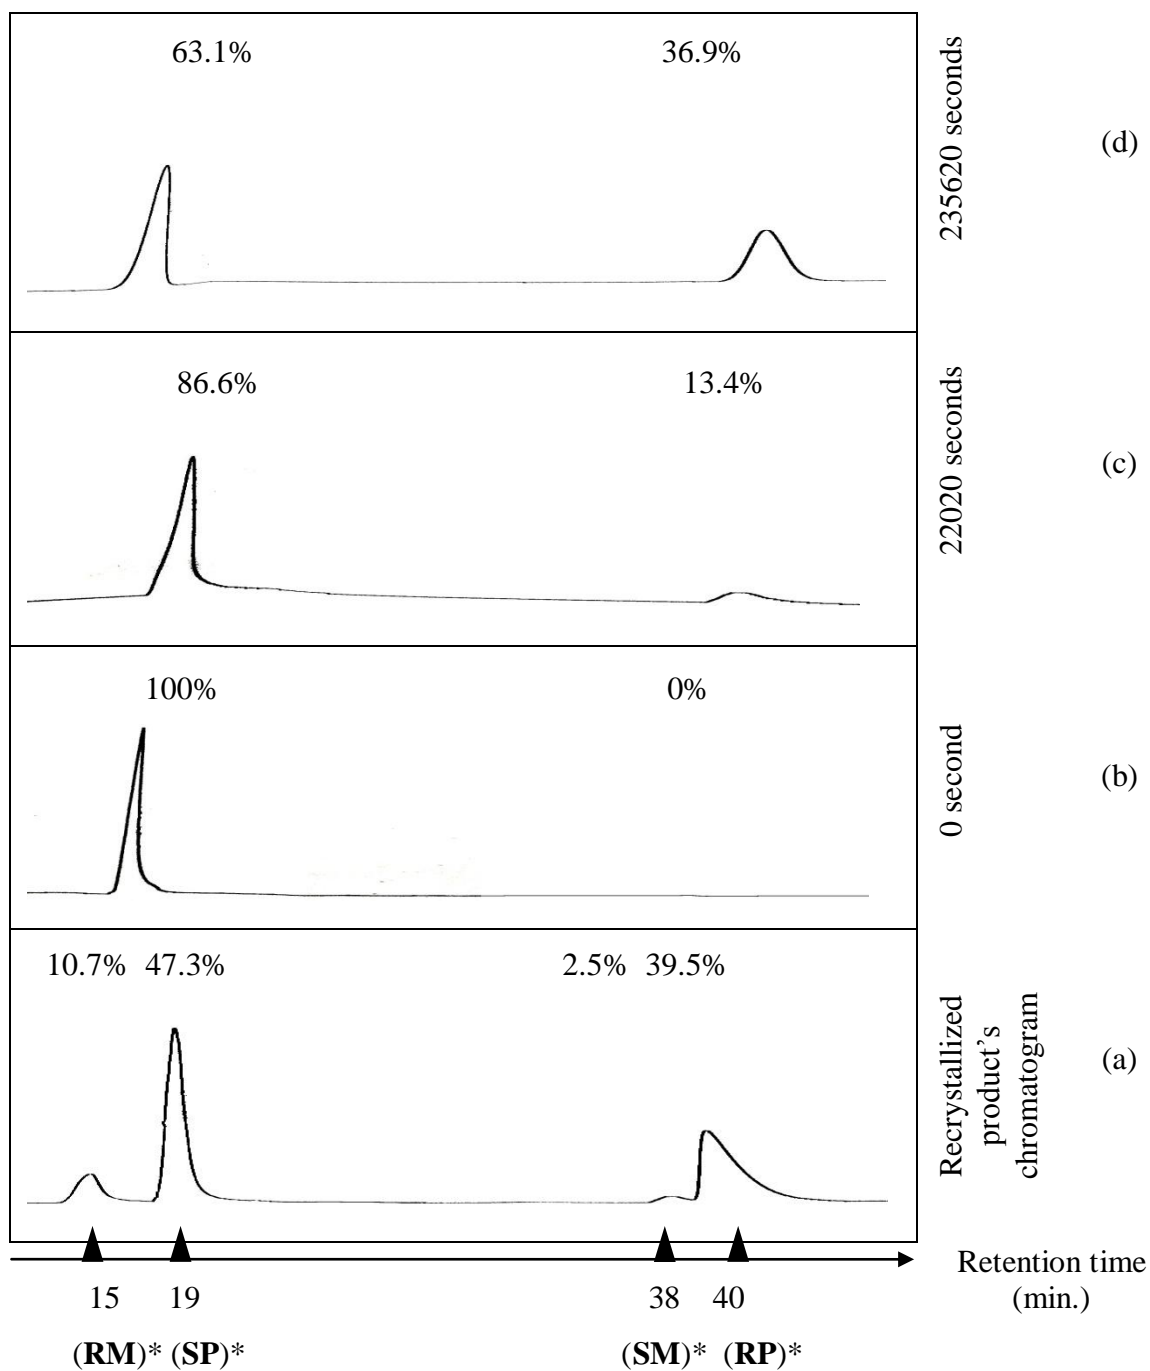 63.1% 36.9%
235620 seconds
(d)
86.6% 13.4%
22020 seconds
(c)
100% 0%
0 second
(b)
10.7% 47.3% 2.5% 39.5%
Recrystallized
product's
chromatogram
(a)
Retention time
(min.)
15 19 38 40
(RM)* (SP)* (SM)* (RP)*